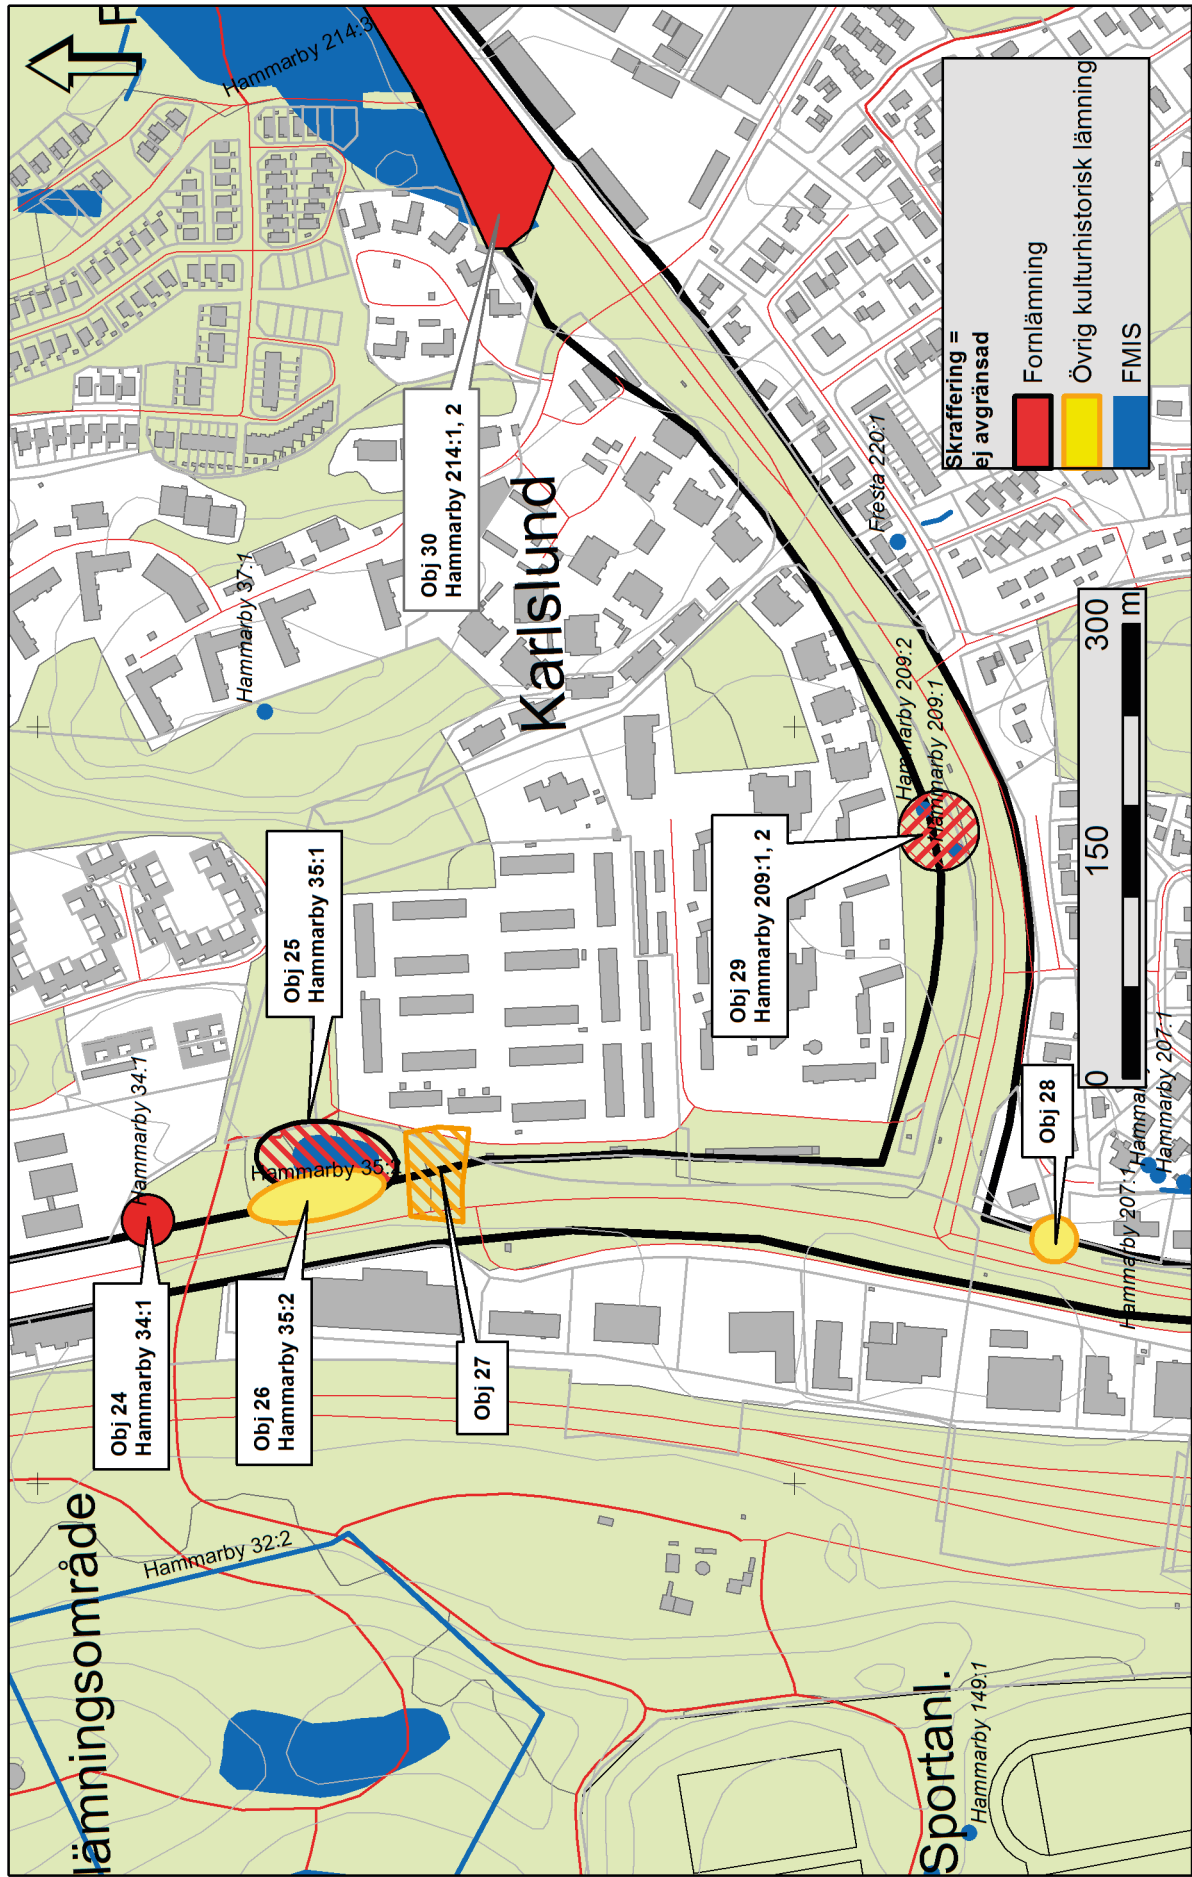 lämningsområde
Hammarby 32:2
Obj 24
Hammarby 34:1
Hammarby 34:1
Obj 26
Hammarby 35:2
Obj 27
Obj 25
Hammarby 35:1
Hammarby 35:2
Hammarby 37:1
Hammarby 214:3
Obj 30
Hammarby 214:1, 2
Karlslund
Obj 29
Hammarby 209:1, 2
Hammarby 209:2
Hammarby 209:1
Fresta 220:1
Sportanl.
Hammarby 149:1
Obj 28
Hammarby 207:1
Hammarby 207:1
0 150 300
m
Skraffering =
ej avgränsad
Fornlämning
Övrig kulturhistorisk lämning
FMIS